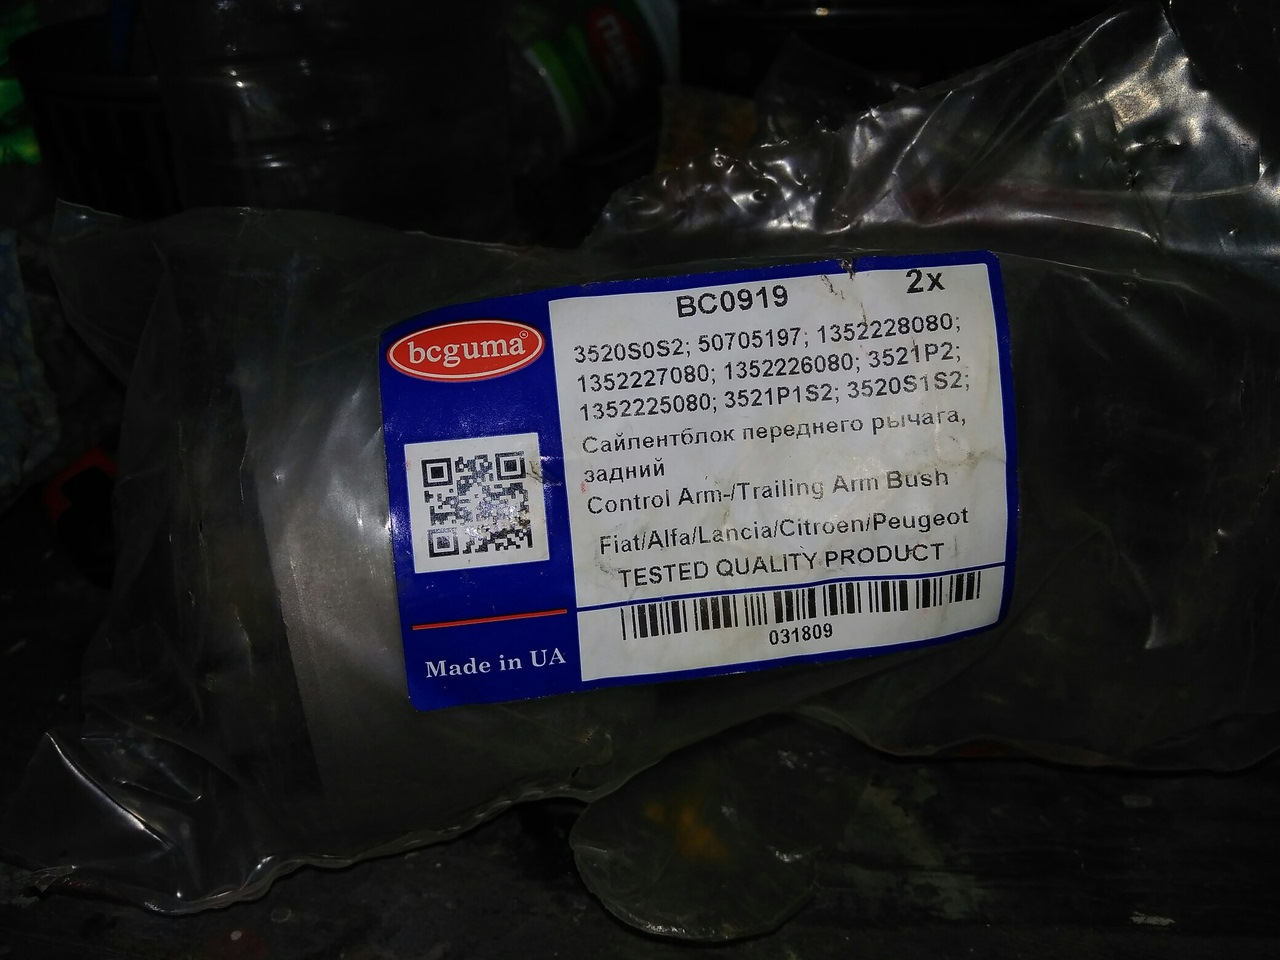 BC0919 2x
bcguma®
3520S0S2; 50705197; 1352228080;
1352227080; 1352226080; 3521P2;
1352225080; 3521P1S2; 3520S1S2;
Сайлентблок переднего рычага,
задний
Control Arm-/Trailing Arm Bush
Fiat/Alfa/Lancia/Citroen/Peugeot
TESTED QUALITY PRODUCT
031809
Made in UA